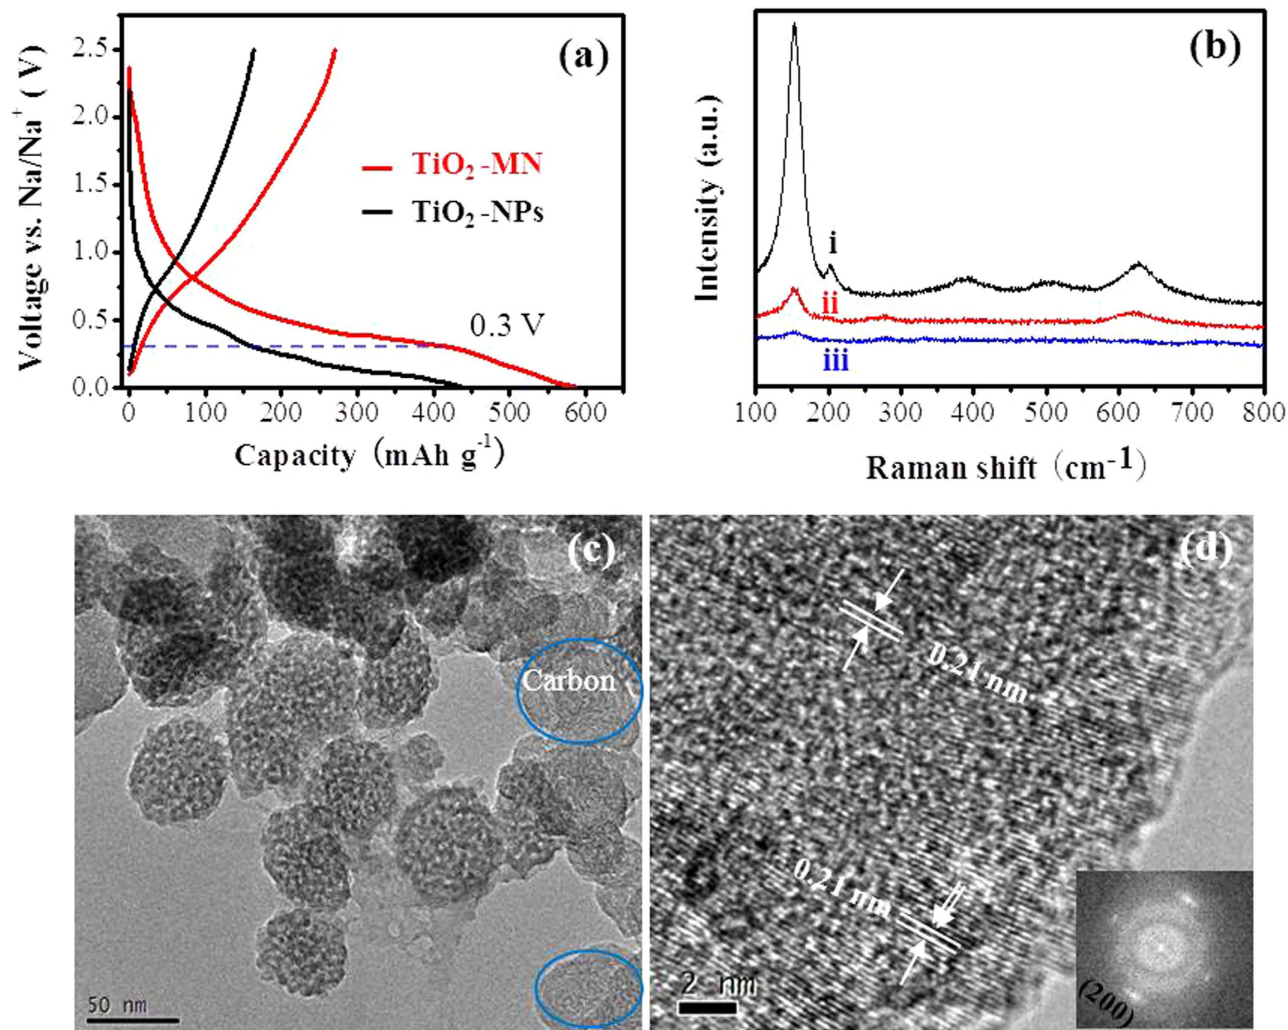 (a)
2.5
2.0
1.5
1.0
0.5
0.0
Voltage vs. Na/Na⁺ ( V)
TiO₂ -MN
TiO₂ -NPs
0.3 V
0 100 200 300 400 500 600
Capacity (mAh g⁻¹)
(b)
Intensity (a.u.)
i
ii
iii
100 200 300 400 500 600 700 800
Raman shift (cm⁻¹)
(c)
Carbon
50 nm
(d)
0.21 nm
0.21 nm
2 nm
(200)